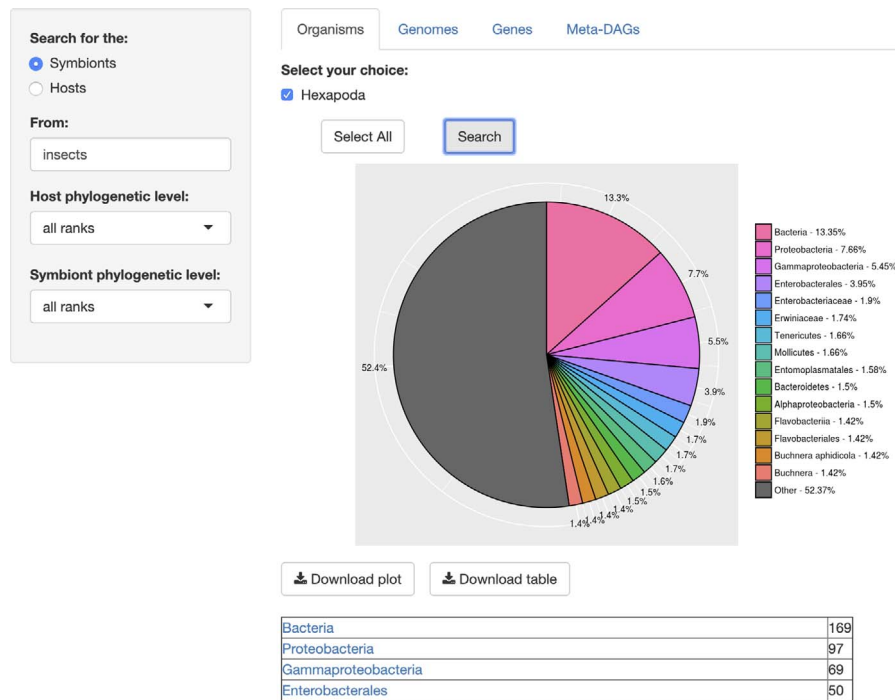 Search for the:
Symbionts
Hosts
From:
insects
Host phylogenetic level:
all ranks
Symbiont phylogenetic level:
all ranks
Organisms Genomes Genes Meta-DAGs
Select your choice:
Hexapoda
Select All Search
13.3%
7.7%
5.5%
3.9%
1.9%
1.7%
1.7%
1.7%
1.6%
1.5%
1.5%
1.4%
1.4%
1.4%
1.4%
52.4%
Bacteria - 13.35%
Proteobacteria - 7.66%
Gammaproteobacteria - 5.45%
Enterobacterales - 3.95%
Enterobacteriaceae - 1.9%
Erwiniaceae - 1.74%
Tenericutes - 1.66%
Mollicutes - 1.66%
Entomoplasmatales - 1.58%
Bacteroidetes - 1.5%
Alphaproteobacteria - 1.5%
Flavobacteriia - 1.42%
Flavobacteriales - 1.42%
Buchnera aphidicola - 1.42%
Buchnera - 1.42%
Other - 52.37%
Download plot Download table
Bacteria 169
Proteobacteria 97
Gammaproteobacteria 69
Enterobacterales 50